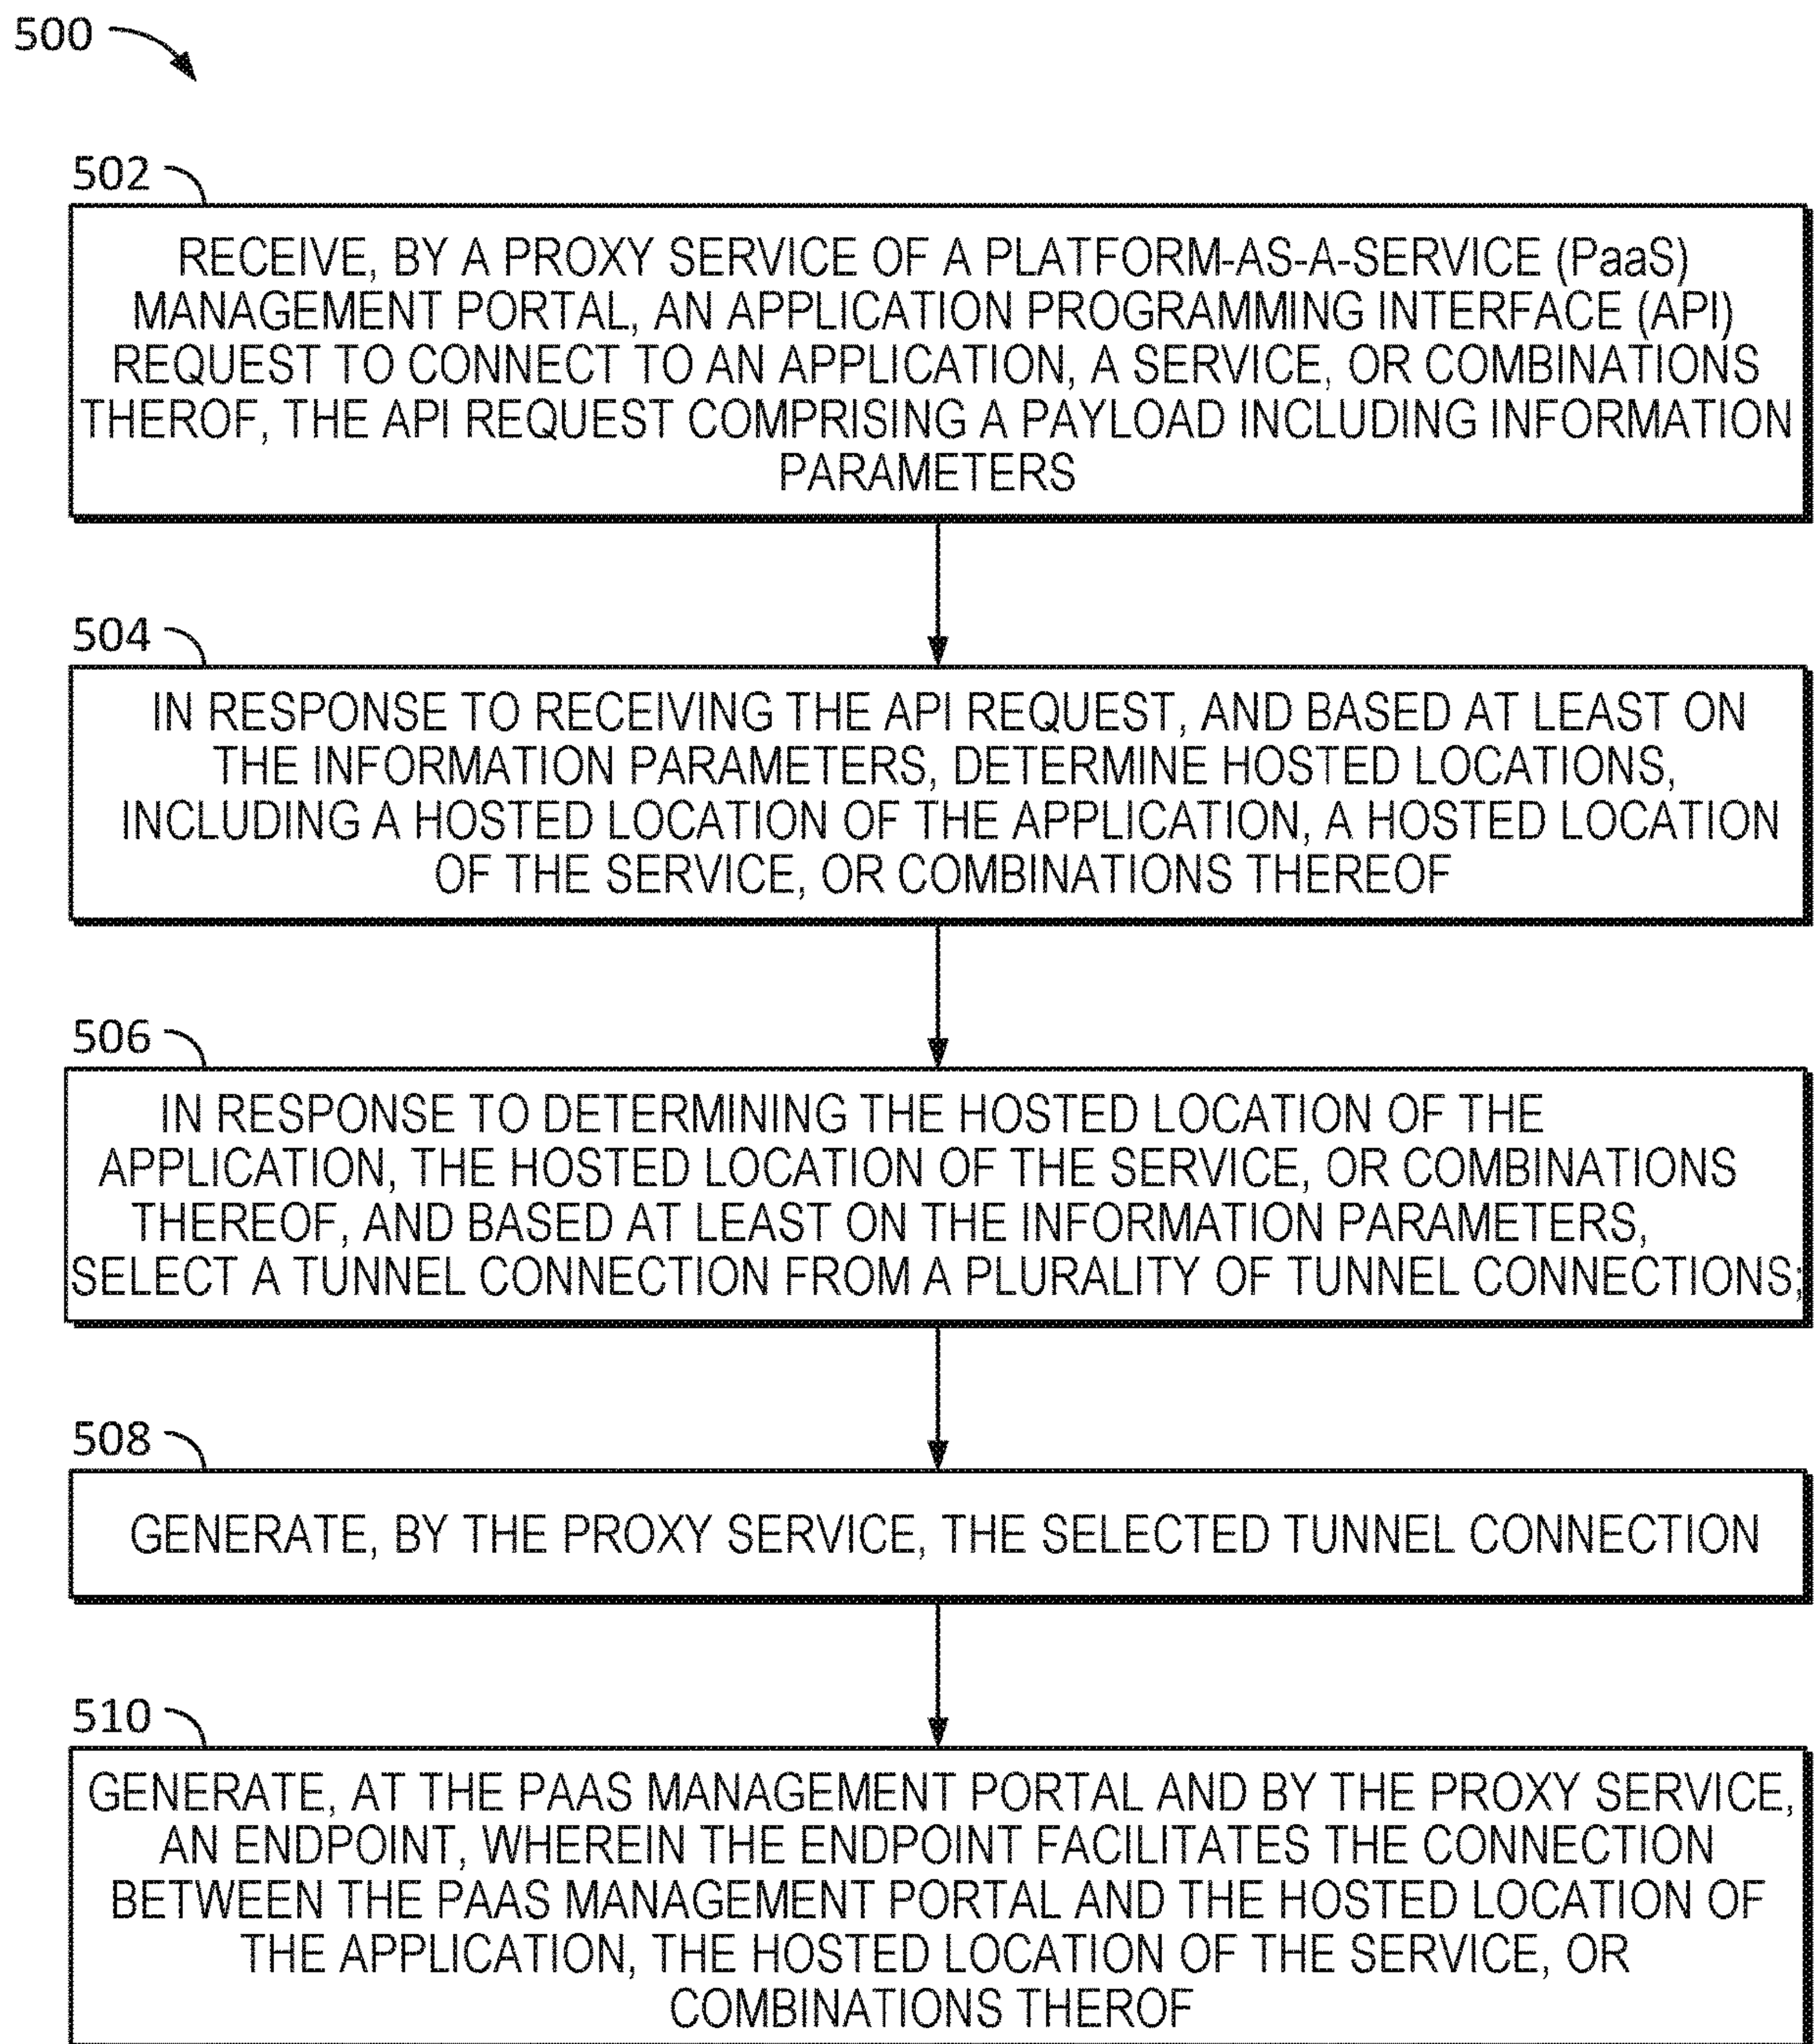 500
502
RECEIVE, BY A PROXY SERVICE OF A PLATFORM-AS-A-SERVICE (PaaS)
MANAGEMENT PORTAL, AN APPLICATION PROGRAMMING INTERFACE (API)
REQUEST TO CONNECT TO AN APPLICATION, A SERVICE, OR COMBINATIONS
THEROF, THE API REQUEST COMPRISING A PAYLOAD INCLUDING INFORMATION
PARAMETERS
504
IN RESPONSE TO RECEIVING THE API REQUEST, AND BASED AT LEAST ON
THE INFORMATION PARAMETERS, DETERMINE HOSTED LOCATIONS,
INCLUDING A HOSTED LOCATION OF THE APPLICATION, A HOSTED LOCATION
OF THE SERVICE, OR COMBINATIONS THEREOF
506
IN RESPONSE TO DETERMINING THE HOSTED LOCATION OF THE
APPLICATION, THE HOSTED LOCATION OF THE SERVICE, OR COMBINATIONS
THEREOF, AND BASED AT LEAST ON THE INFORMATION PARAMETERS,
SELECT A TUNNEL CONNECTION FROM A PLURALITY OF TUNNEL CONNECTIONS;
508
GENERATE, BY THE PROXY SERVICE, THE SELECTED TUNNEL CONNECTION
510
GENERATE, AT THE PAAS MANAGEMENT PORTAL AND BY THE PROXY SERVICE,
AN ENDPOINT, WHEREIN THE ENDPOINT FACILITATES THE CONNECTION
BETWEEN THE PAAS MANAGEMENT PORTAL AND THE HOSTED LOCATION OF
THE APPLICATION, THE HOSTED LOCATION OF THE SERVICE, OR
COMBINATIONS THEROF